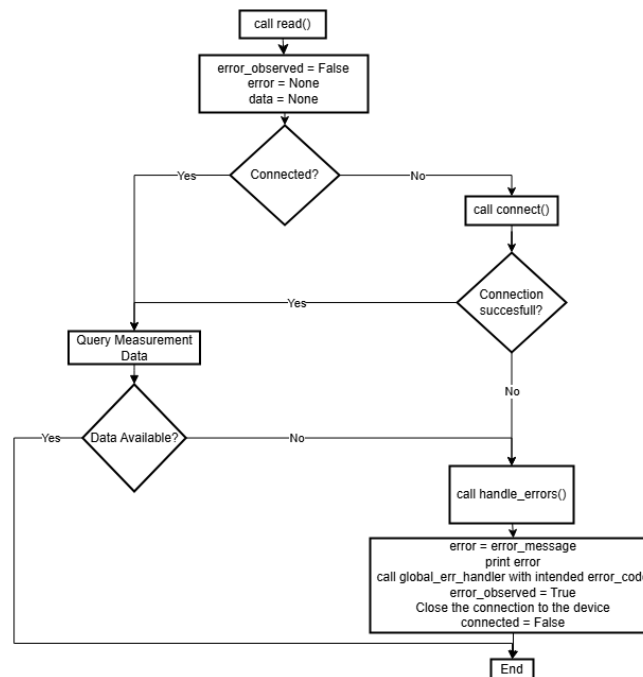 call read()
error_observed = False
error = None
data = None
Connected?
Yes
No
call connect()
Connection
succesfull?
Yes
Query Measurement
Data
No
Data Available?
Yes
No
call handle_errors()
error = error_message
print error
call global_err_handler with intended error_code
error_observed = True
Close the connection to the device
connected = False
End